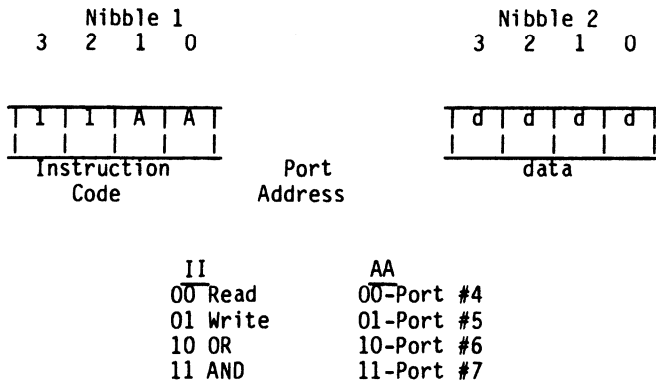 Nibble 1 Nibble 2
3 2 1 0 3 2 1 0
1 1 A A d d d d
Instruction Port data
Code Address
II AA
00 Read 00-Port #4
01 Write 01-Port #5
10 OR 10-Port #6
11 AND 11-Port #7